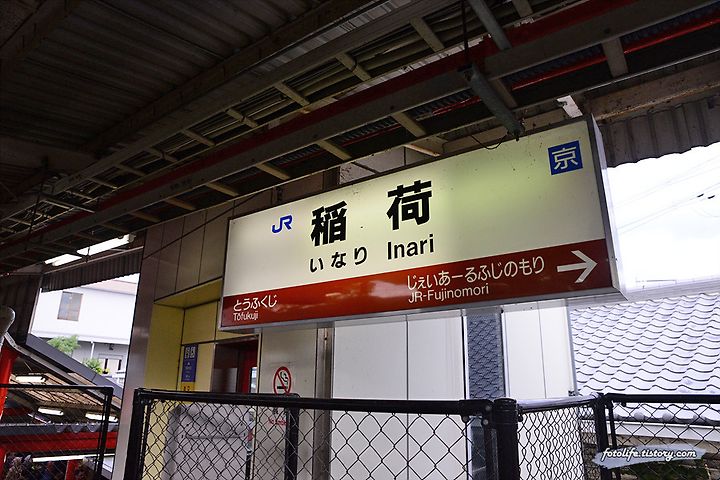 JR 稲荷 京
いなり Inari
じぇいあーるふじのもり
JR-Fujinomori
とうふくじ
Tōfukuji
fotolife.tistory.com